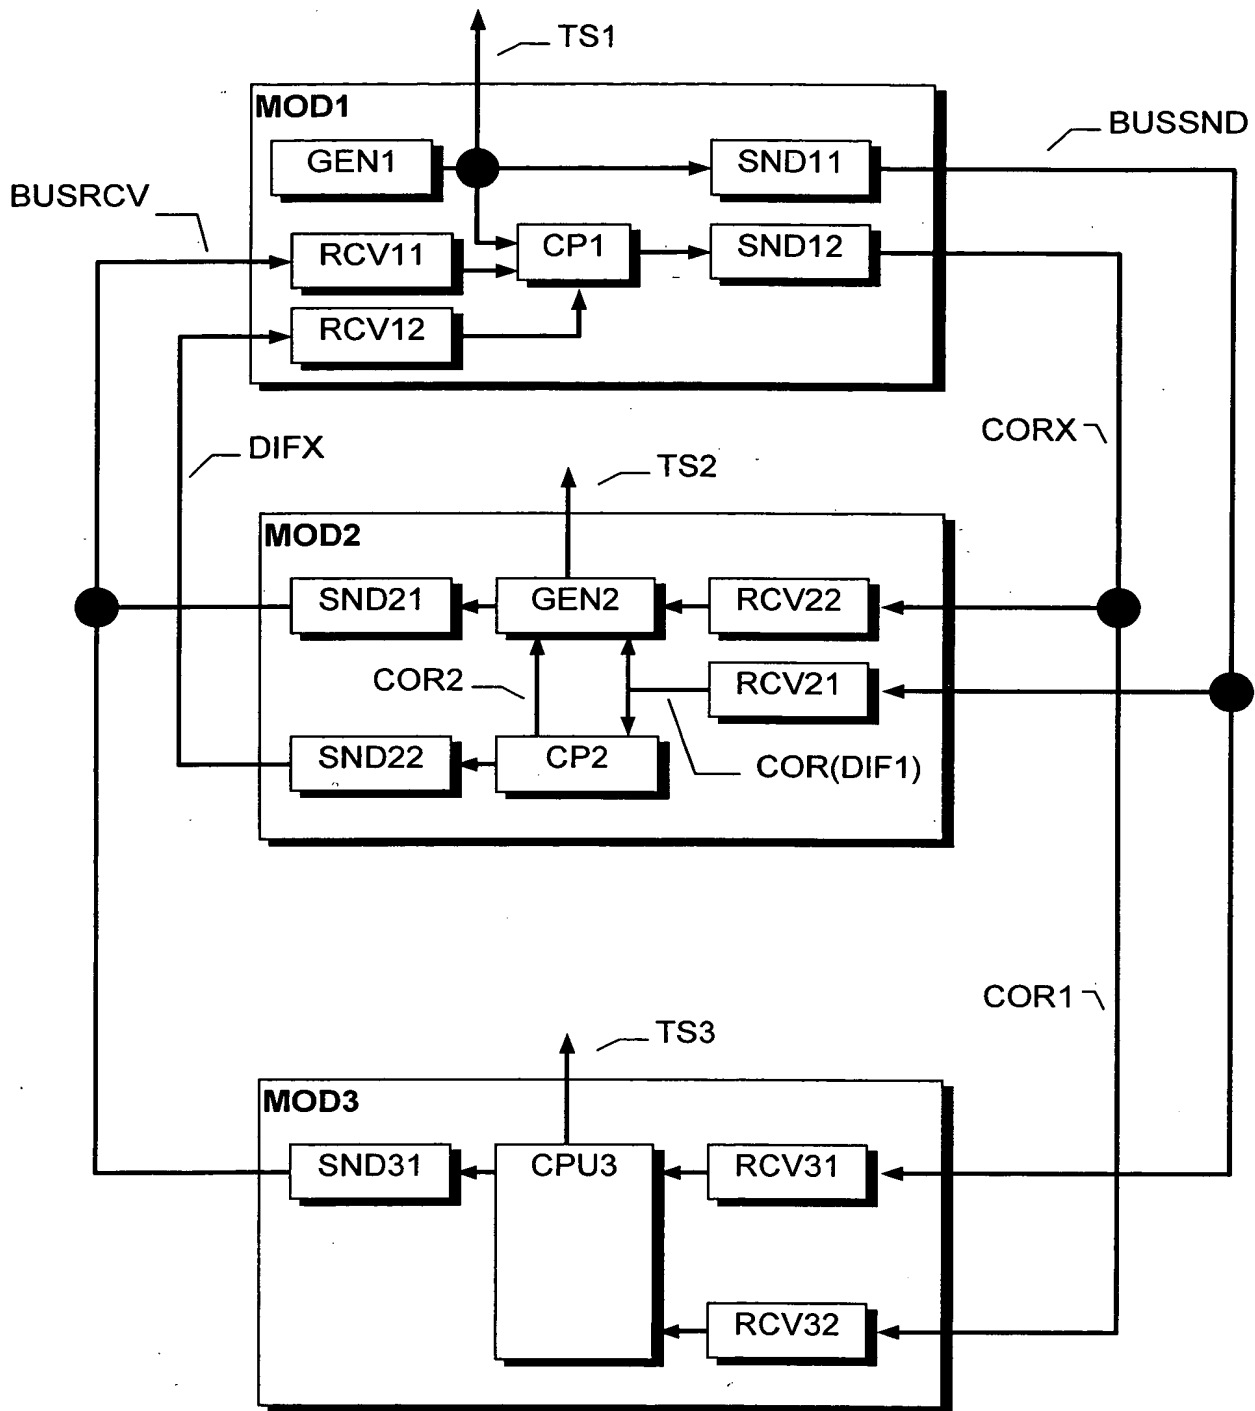 TS1
MOD1
BUSSND
GEN1
SND11
BUSRCV
RCV11
CP1
SND12
RCV12
DIFX
CORX
TS2
MOD2
SND21
GEN2
RCV22
COR2
RCV21
SND22
CP2
COR(DIF1)
COR1
TS3
MOD3
SND31
CPU3
RCV31
RCV32